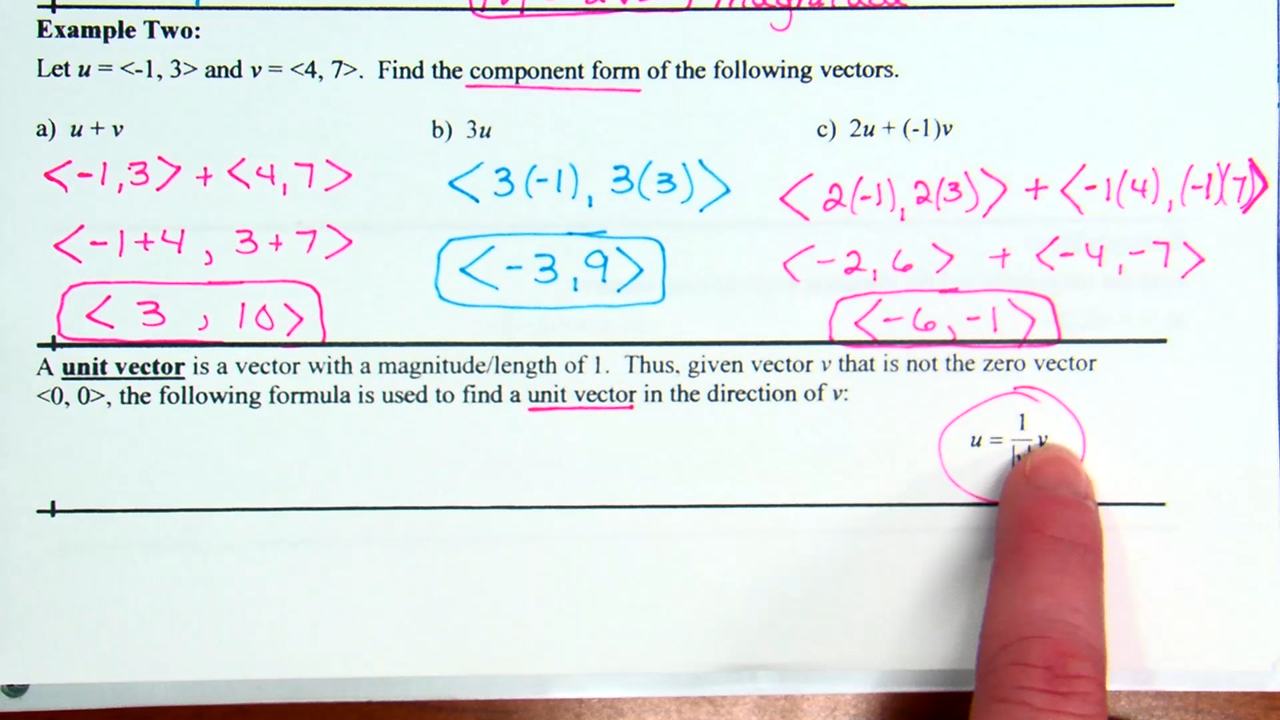 |v| = a² + b² magnitude
Example Two:
Let u = <-1, 3> and v = <4, 7>. Find the component form of the following vectors.
a) u + v
<-1,3> + <4,7>
<-1+4, 3+7>
<3, 10>
b) 3u
<3(-1), 3(3)>
<-3,9>
c) 2u + (-1)v
<2(-1), 2(3)> + <-1(4), (-1)(7)>
<-2,6> + <-4,-7>
<-6,-1>
A unit vector is a vector with a magnitude/length of 1. Thus, given vector v that is not the zero vector
<0, 0>, the following formula is used to find a unit vector in the direction of v:
u = 1/|v| v